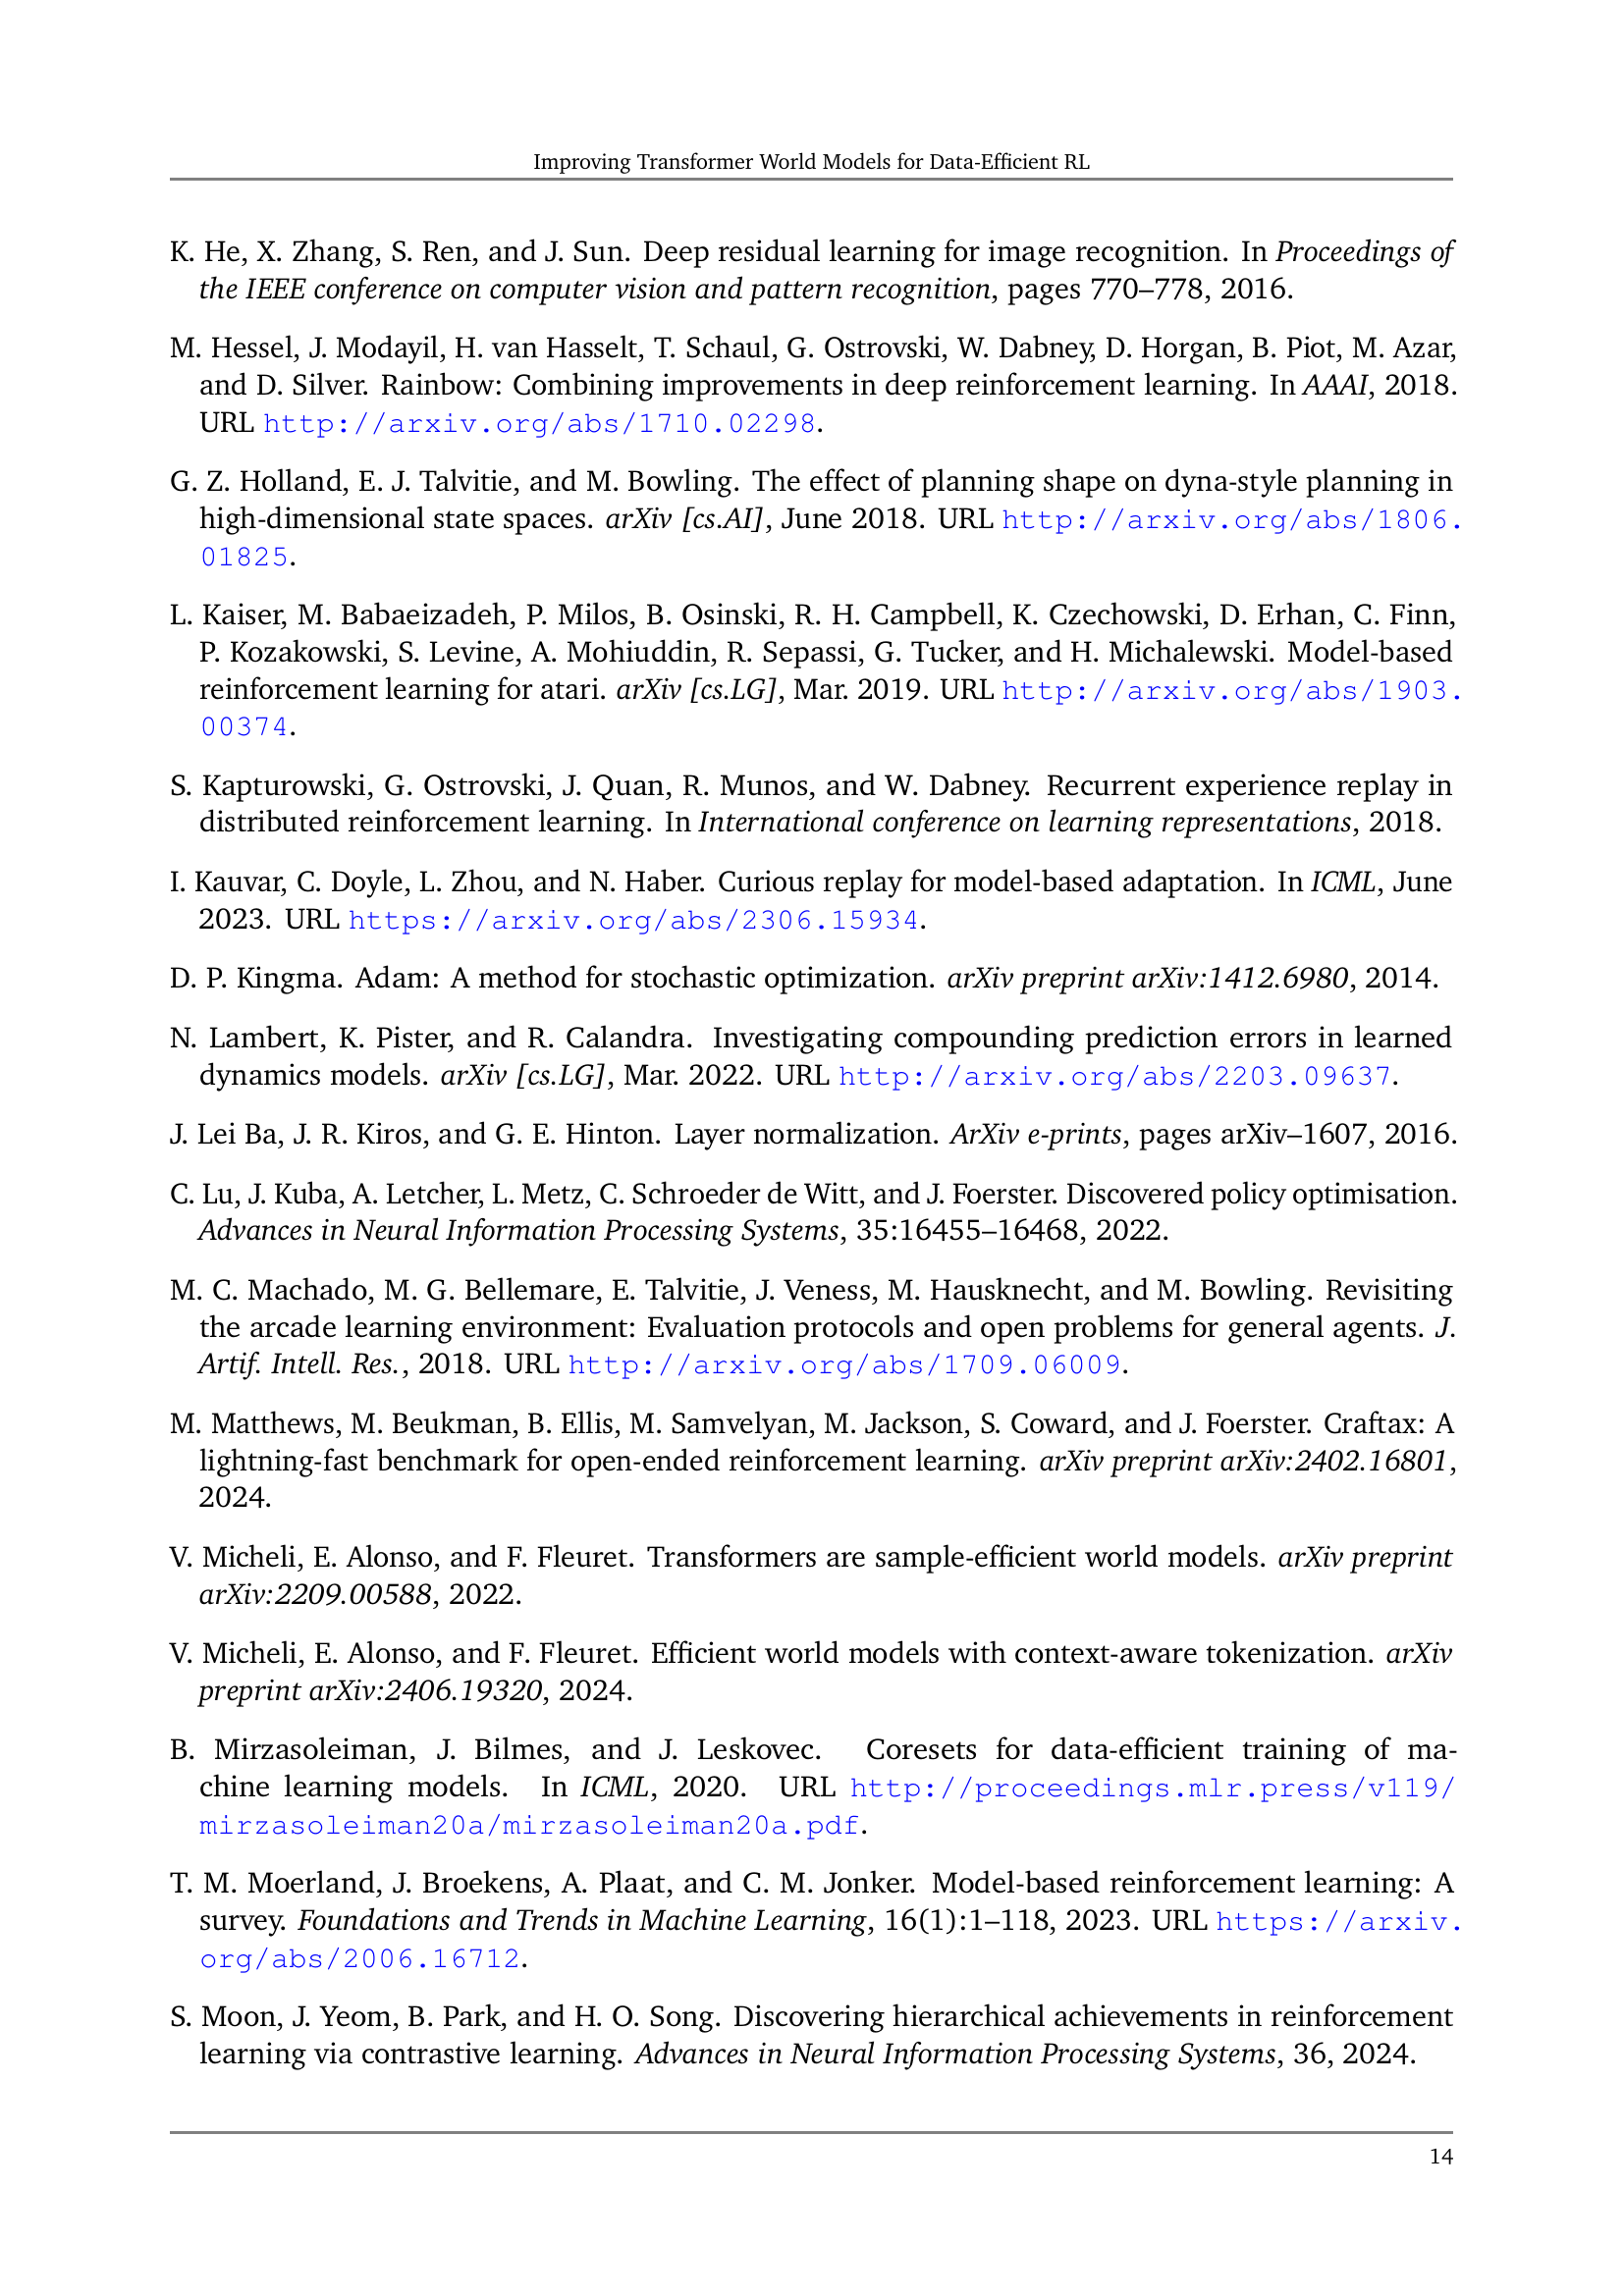 Improving Transformer World Models for Data-Efficient RL
K. He, X. Zhang, S. Ren, and J. Sun. Deep residual learning for image recognition. In Proceedings of
the IEEE conference on computer vision and pattern recognition, pages 770–778, 2016.
M. Hessel, J. Modayil, H. van Hasselt, T. Schaul, G. Ostrovski, W. Dabney, D. Horgan, B. Piot, M. Azar,
and D. Silver. Rainbow: Combining improvements in deep reinforcement learning. In AAAI, 2018.
URL http://arxiv.org/abs/1710.02298.
G. Z. Holland, E. J. Talvitie, and M. Bowling. The effect of planning shape on dyna-style planning in
high-dimensional state spaces. arXiv [cs.AI], June 2018. URL http://arxiv.org/abs/1806.
01825.
L. Kaiser, M. Babaeizadeh, P. Milos, B. Osinski, R. H. Campbell, K. Czechowski, D. Erhan, C. Finn,
P. Kozakowski, S. Levine, A. Mohiuddin, R. Sepassi, G. Tucker, and H. Michalewski. Model-based
reinforcement learning for atari. arXiv [cs.LG], Mar. 2019. URL http://arxiv.org/abs/1903.
00374.
S. Kapturowski, G. Ostrovski, J. Quan, R. Munos, and W. Dabney. Recurrent experience replay in
distributed reinforcement learning. In International conference on learning representations, 2018.
I. Kauvar, C. Doyle, L. Zhou, and N. Haber. Curious replay for model-based adaptation. In ICML, June
2023. URL https://arxiv.org/abs/2306.15934.
D. P. Kingma. Adam: A method for stochastic optimization. arXiv preprint arXiv:1412.6980, 2014.
N. Lambert, K. Pister, and R. Calandra. Investigating compounding prediction errors in learned
dynamics models. arXiv [cs.LG], Mar. 2022. URL http://arxiv.org/abs/2203.09637.
J. Lei Ba, J. R. Kiros, and G. E. Hinton. Layer normalization. ArXiv e-prints, pages arXiv–1607, 2016.
C. Lu, J. Kuba, A. Letcher, L. Metz, C. Schroeder de Witt, and J. Foerster. Discovered policy optimisation.
Advances in Neural Information Processing Systems, 35:16455–16468, 2022.
M. C. Machado, M. G. Bellemare, E. Talvitie, J. Veness, M. Hausknecht, and M. Bowling. Revisiting
the arcade learning environment: Evaluation protocols and open problems for general agents. J.
Artif. Intell. Res., 2018. URL http://arxiv.org/abs/1709.06009.
M. Matthews, M. Beukman, B. Ellis, M. Samvelyan, M. Jackson, S. Coward, and J. Foerster. Craftax: A
lightning-fast benchmark for open-ended reinforcement learning. arXiv preprint arXiv:2402.16801,
2024.
V. Micheli, E. Alonso, and F. Fleuret. Transformers are sample-efficient world models. arXiv preprint
arXiv:2209.00588, 2022.
V. Micheli, E. Alonso, and F. Fleuret. Efficient world models with context-aware tokenization. arXiv
preprint arXiv:2406.19320, 2024.
B. Mirzasoleiman, J. Bilmes, and J. Leskovec. Coresets for data-efficient training of ma-
chine learning models. In ICML, 2020. URL http://proceedings.mlr.press/v119/
mirzasoleiman20a/mirzasoleiman20a.pdf.
T. M. Moerland, J. Broekens, A. Plaat, and C. M. Jonker. Model-based reinforcement learning: A
survey. Foundations and Trends in Machine Learning, 16(1):1–118, 2023. URL https://arxiv.
org/abs/2006.16712.
S. Moon, J. Yeom, B. Park, and H. O. Song. Discovering hierarchical achievements in reinforcement
learning via contrastive learning. Advances in Neural Information Processing Systems, 36, 2024.
14